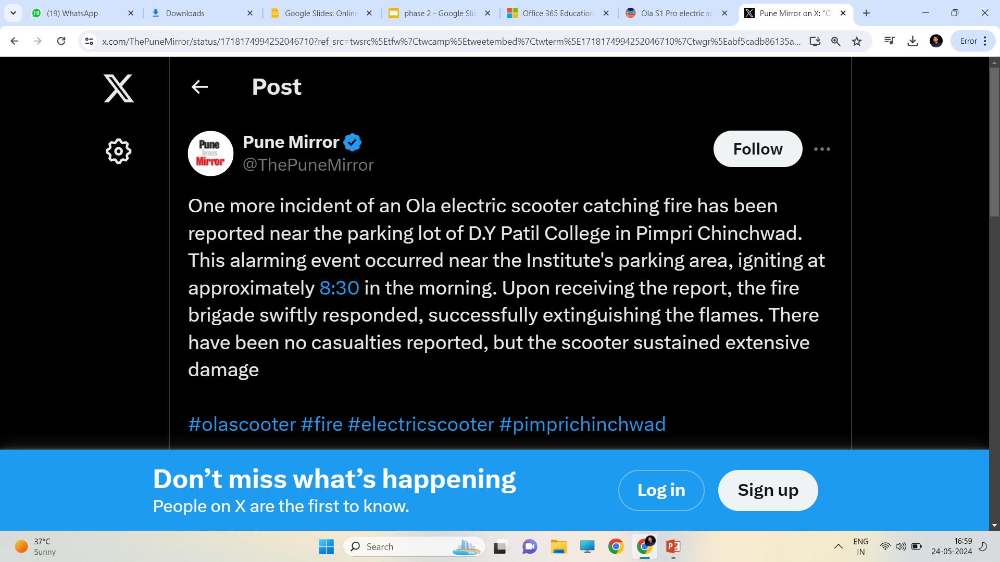 19 (19) WhatsApp
Downloads
Google Slides: Online
phase 2 - Google Slid
Office 365 Education
Ola S1 Pro electric sc
Pune Mirror on X: "O
x.com/ThePuneMirror/status/1718174994252046710?ref_src=twsrc%5Etfw%7Ctwcamp%5Etweetembed%7Ctwterm%5E1718174994252046710%7Ctwgr%5Eabf5cadb86135a...
Error
Post
Pune
Times
Mirror
Pune Mirror
@ThePuneMirror
Follow
One more incident of an Ola electric scooter catching fire has been
reported near the parking lot of D.Y Patil College in Pimpri Chinchwad.
This alarming event occurred near the Institute's parking area, igniting at
approximately 8:30 in the morning. Upon receiving the report, the fire
brigade swiftly responded, successfully extinguishing the flames. There
have been no casualties reported, but the scooter sustained extensive
damage
#olascooter #fire #electricscooter #pimprichinchwad
Don’t miss what’s happening
People on X are the first to know.
Log in
Sign up
37°C
Sunny
Search
ENG
IN
16:59
24-05-2024